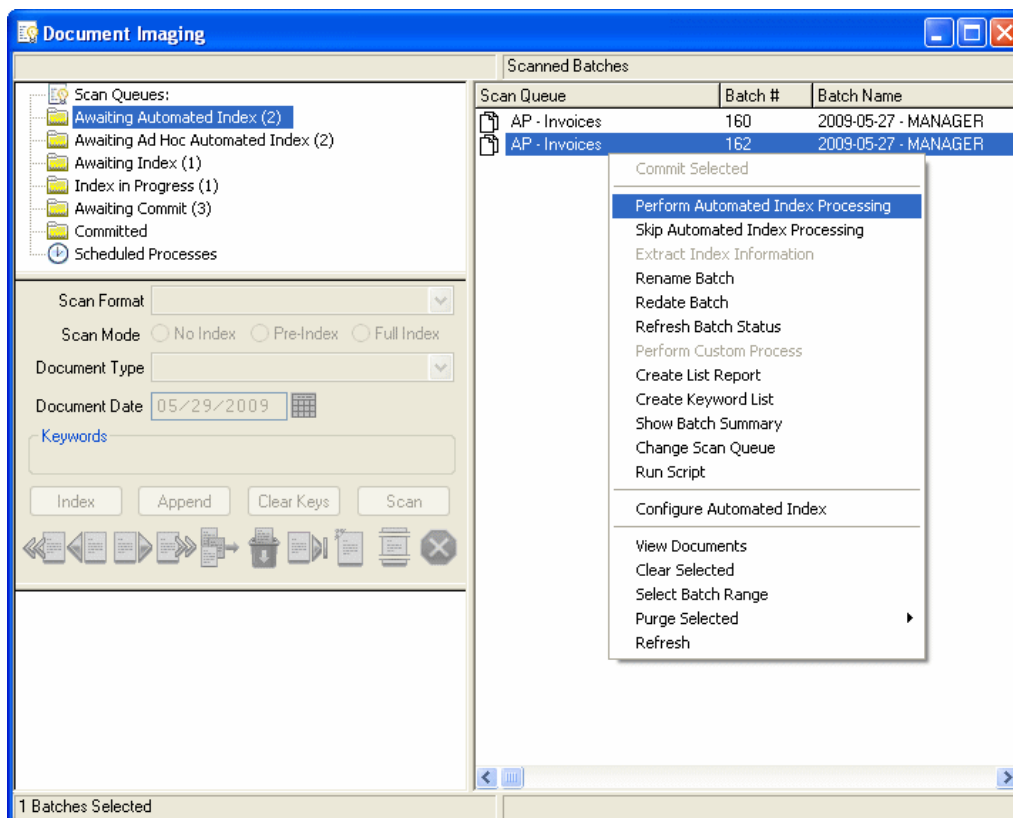 Document Imaging
Scanned Batches
Scan Queues:
Awaiting Automated Index (2)
Awaiting Ad Hoc Automated Index (2)
Awaiting Index (1)
Index in Progress (1)
Awaiting Commit (3)
Committed
Scheduled Processes
Scan Format
Scan Mode No Index Pre-Index Full Index
Document Type
Document Date 05/29/2009
Keywords
Index Append Clear Keys Scan
Scan Queue Batch # Batch Name
AP - Invoices 160 2009-05-27 - MANAGER
AP - Invoices 162 2009-05-27 - MANAGER
Commit Selected
Perform Automated Index Processing
Skip Automated Index Processing
Extract Index Information
Rename Batch
Redate Batch
Refresh Batch Status
Perform Custom Process
Create List Report
Create Keyword List
Show Batch Summary
Change Scan Queue
Run Script
Configure Automated Index
View Documents
Clear Selected
Select Batch Range
Purge Selected
Refresh
1 Batches Selected